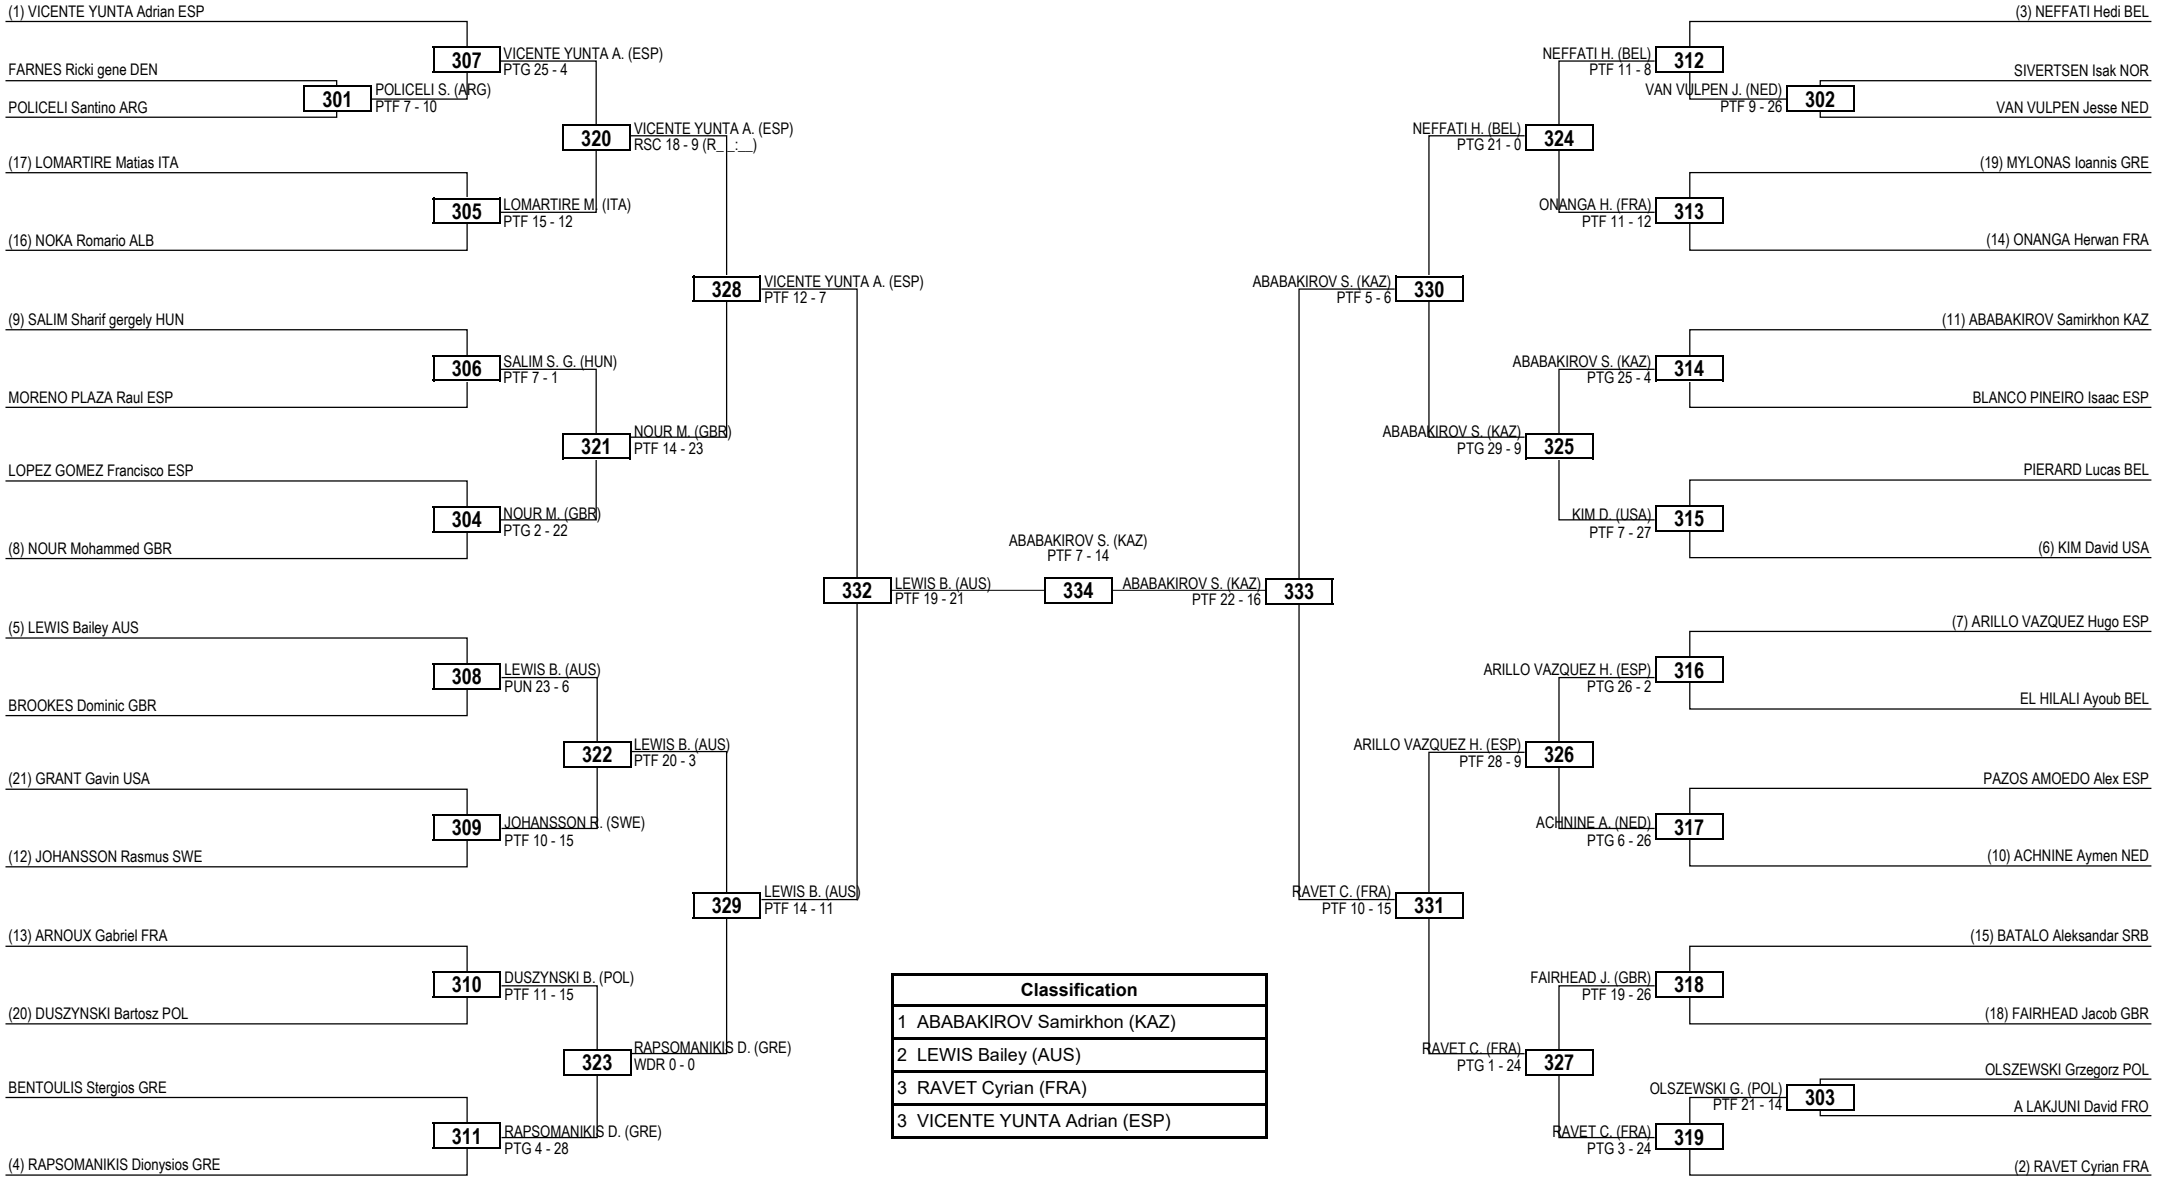 (1) VICENTE YUNTA Adrian ESP
307
VICENTE YUNTA A. (ESP)
PTG 25 - 4
FARNES Ricki gene DEN
301
POLICELI S. (ARG)
PTF 7 - 10
POLICELI Santino ARG
320
VICENTE YUNTA A. (ESP)
RSC 18 - 9 (R__:__)
(17) LOMARTIRE Matias ITA
305
LOMARTIRE M. (ITA)
PTF 15 - 12
(16) NOKA Romario ALB
328
VICENTE YUNTA A. (ESP)
PTF 12 - 7
(9) SALIM Sharif gergely HUN
306
SALIM S. G. (HUN)
PTF 7 - 1
MORENO PLAZA Raul ESP
321
NOUR M. (GBR)
PTF 14 - 23
LOPEZ GOMEZ Francisco ESP
304
NOUR M. (GBR)
PTG 2 - 22
(8) NOUR Mohammed GBR
332
LEWIS B. (AUS)
PTF 19 - 21
(5) LEWIS Bailey AUS
308
LEWIS B. (AUS)
PUN 23 - 6
BROOKES Dominic GBR
322
LEWIS B. (AUS)
PTF 20 - 3
(21) GRANT Gavin USA
309
JOHANSSON R. (SWE)
PTF 10 - 15
(12) JOHANSSON Rasmus SWE
329
LEWIS B. (AUS)
PTF 14 - 11
(13) ARNOUX Gabriel FRA
310
DUSZYNSKI B. (POL)
PTF 11 - 15
(20) DUSZYNSKI Bartosz POL
323
RAPSOMANIKIS D. (GRE)
WDR 0 - 0
BENTOULIS Stergios GRE
311
RAPSOMANIKIS D. (GRE)
PTG 4 - 28
(4) RAPSOMANIKIS Dionysios GRE
ABABAKIROV S. (KAZ)
PTF 7 - 14
334
ABABAKIROV S. (KAZ)
PTF 22 - 16
333
(3) NEFFATI Hedi BEL
NEFFATI H. (BEL)
PTF 11 - 8
312
SIVERTSEN Isak NOR
VAN VULPEN J. (NED)
PTF 9 - 26
302
VAN VULPEN Jesse NED
NEFFATI H. (BEL)
PTG 21 - 0
324
(19) MYLONAS Ioannis GRE
ONANGA H. (FRA)
PTF 11 - 12
313
(14) ONANGA Herwan FRA
ABABAKIROV S. (KAZ)
PTF 5 - 6
330
(11) ABABAKIROV Samirkhon KAZ
ABABAKIROV S. (KAZ)
PTG 25 - 4
314
BLANCO PINEIRO Isaac ESP
ABABAKIROV S. (KAZ)
PTG 29 - 9
325
PIERARD Lucas BEL
KIM D. (USA)
PTF 7 - 27
315
(6) KIM David USA
(7) ARILLO VAZQUEZ Hugo ESP
ARILLO VAZQUEZ H. (ESP)
PTG 26 - 2
316
EL HILALI Ayoub BEL
ARILLO VAZQUEZ H. (ESP)
PTF 28 - 9
326
PAZOS AMOEDO Alex ESP
ACHNINE A. (NED)
PTG 6 - 26
317
(10) ACHNINE Aymen NED
RAVET C. (FRA)
PTF 10 - 15
331
(15) BATALO Aleksandar SRB
FAIRHEAD J. (GBR)
PTF 19 - 26
318
(18) FAIRHEAD Jacob GBR
RAVET C. (FRA)
PTG 1 - 24
327
OLSZEWSKI Grzegorz POL
OLSZEWSKI G. (POL)
PTF 21 - 14
303
A LAKJUNI David FRO
RAVET C. (FRA)
PTG 3 - 24
319
(2) RAVET Cyrian FRA
Classification
1 ABABAKIROV Samirkhon (KAZ)
2 LEWIS Bailey (AUS)
3 RAVET Cyrian (FRA)
3 VICENTE YUNTA Adrian (ESP)